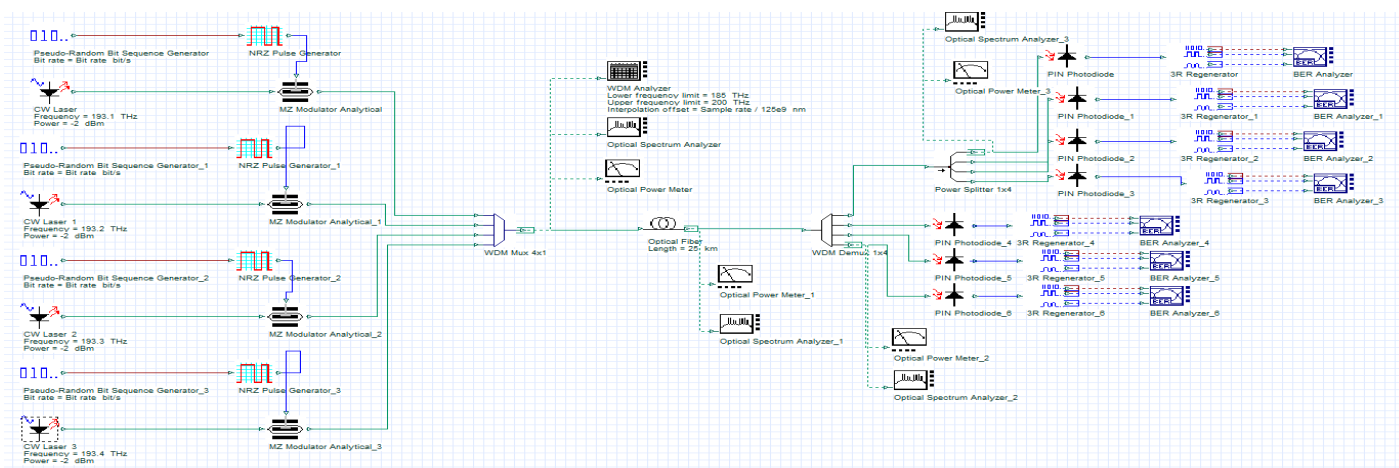 Pseudo-Random Bit Sequence Generator
Bit rate = Bit rate bit/s
NRZ Pulse Generator
CW Laser
Frequency = 193.1 THz
Power = -2 dBm
MZ Modulator Analytical
Pseudo-Random Bit Sequence Generator_1
Bit rate = Bit rate bit/s
NRZ Pulse Generator_1
CW Laser 1
Frequency = 193.2 THz
Power = -2 dBm
MZ Modulator Analytical_1
Pseudo-Random Bit Sequence Generator_2
Bit rate = Bit rate bit/s
NRZ Pulse Generator_2
CW Laser 2
Frequency = 193.3 THz
Power = -2 dBm
MZ Modulator Analytical_2
Pseudo-Random Bit Sequence Generator_3
Bit rate = Bit rate bit/s
NRZ Pulse Generator_3
CW Laser 3
Frequency = 193.4 THz
Power = -2 dBm
MZ Modulator Analytical_3
WDM Mux 4x1
WDM Analyzer
Lower frequency limit = 185 THz
Upper frequency limit = 200 THz
Interpolation offset = Sample rate / 125e9 nm
Optical Spectrum Analyzer
Optical Power Meter
Optical Fiber
Length = 25 km
Optical Power Meter_1
Optical Spectrum Analyzer_1
WDM Demux 1x4
Optical Power Meter_2
Optical Spectrum Analyzer_2
Optical Spectrum Analyzer_3
Optical Power Meter_3
Power Splitter 1x4
PIN Photodiode
3R Regenerator
BER Analyzer
PIN Photodiode_1
3R Regenerator_1
BER Analyzer_1
PIN Photodiode_2
3R Regenerator_2
BER Analyzer_2
PIN Photodiode_3
3R Regenerator_3
BER Analyzer_3
PIN Photodiode_4
3R Regenerator_4
BER Analyzer_4
PIN Photodiode_5
3R Regenerator_5
BER Analyzer_5
PIN Photodiode_6
3R Regenerator_6
BER Analyzer_6